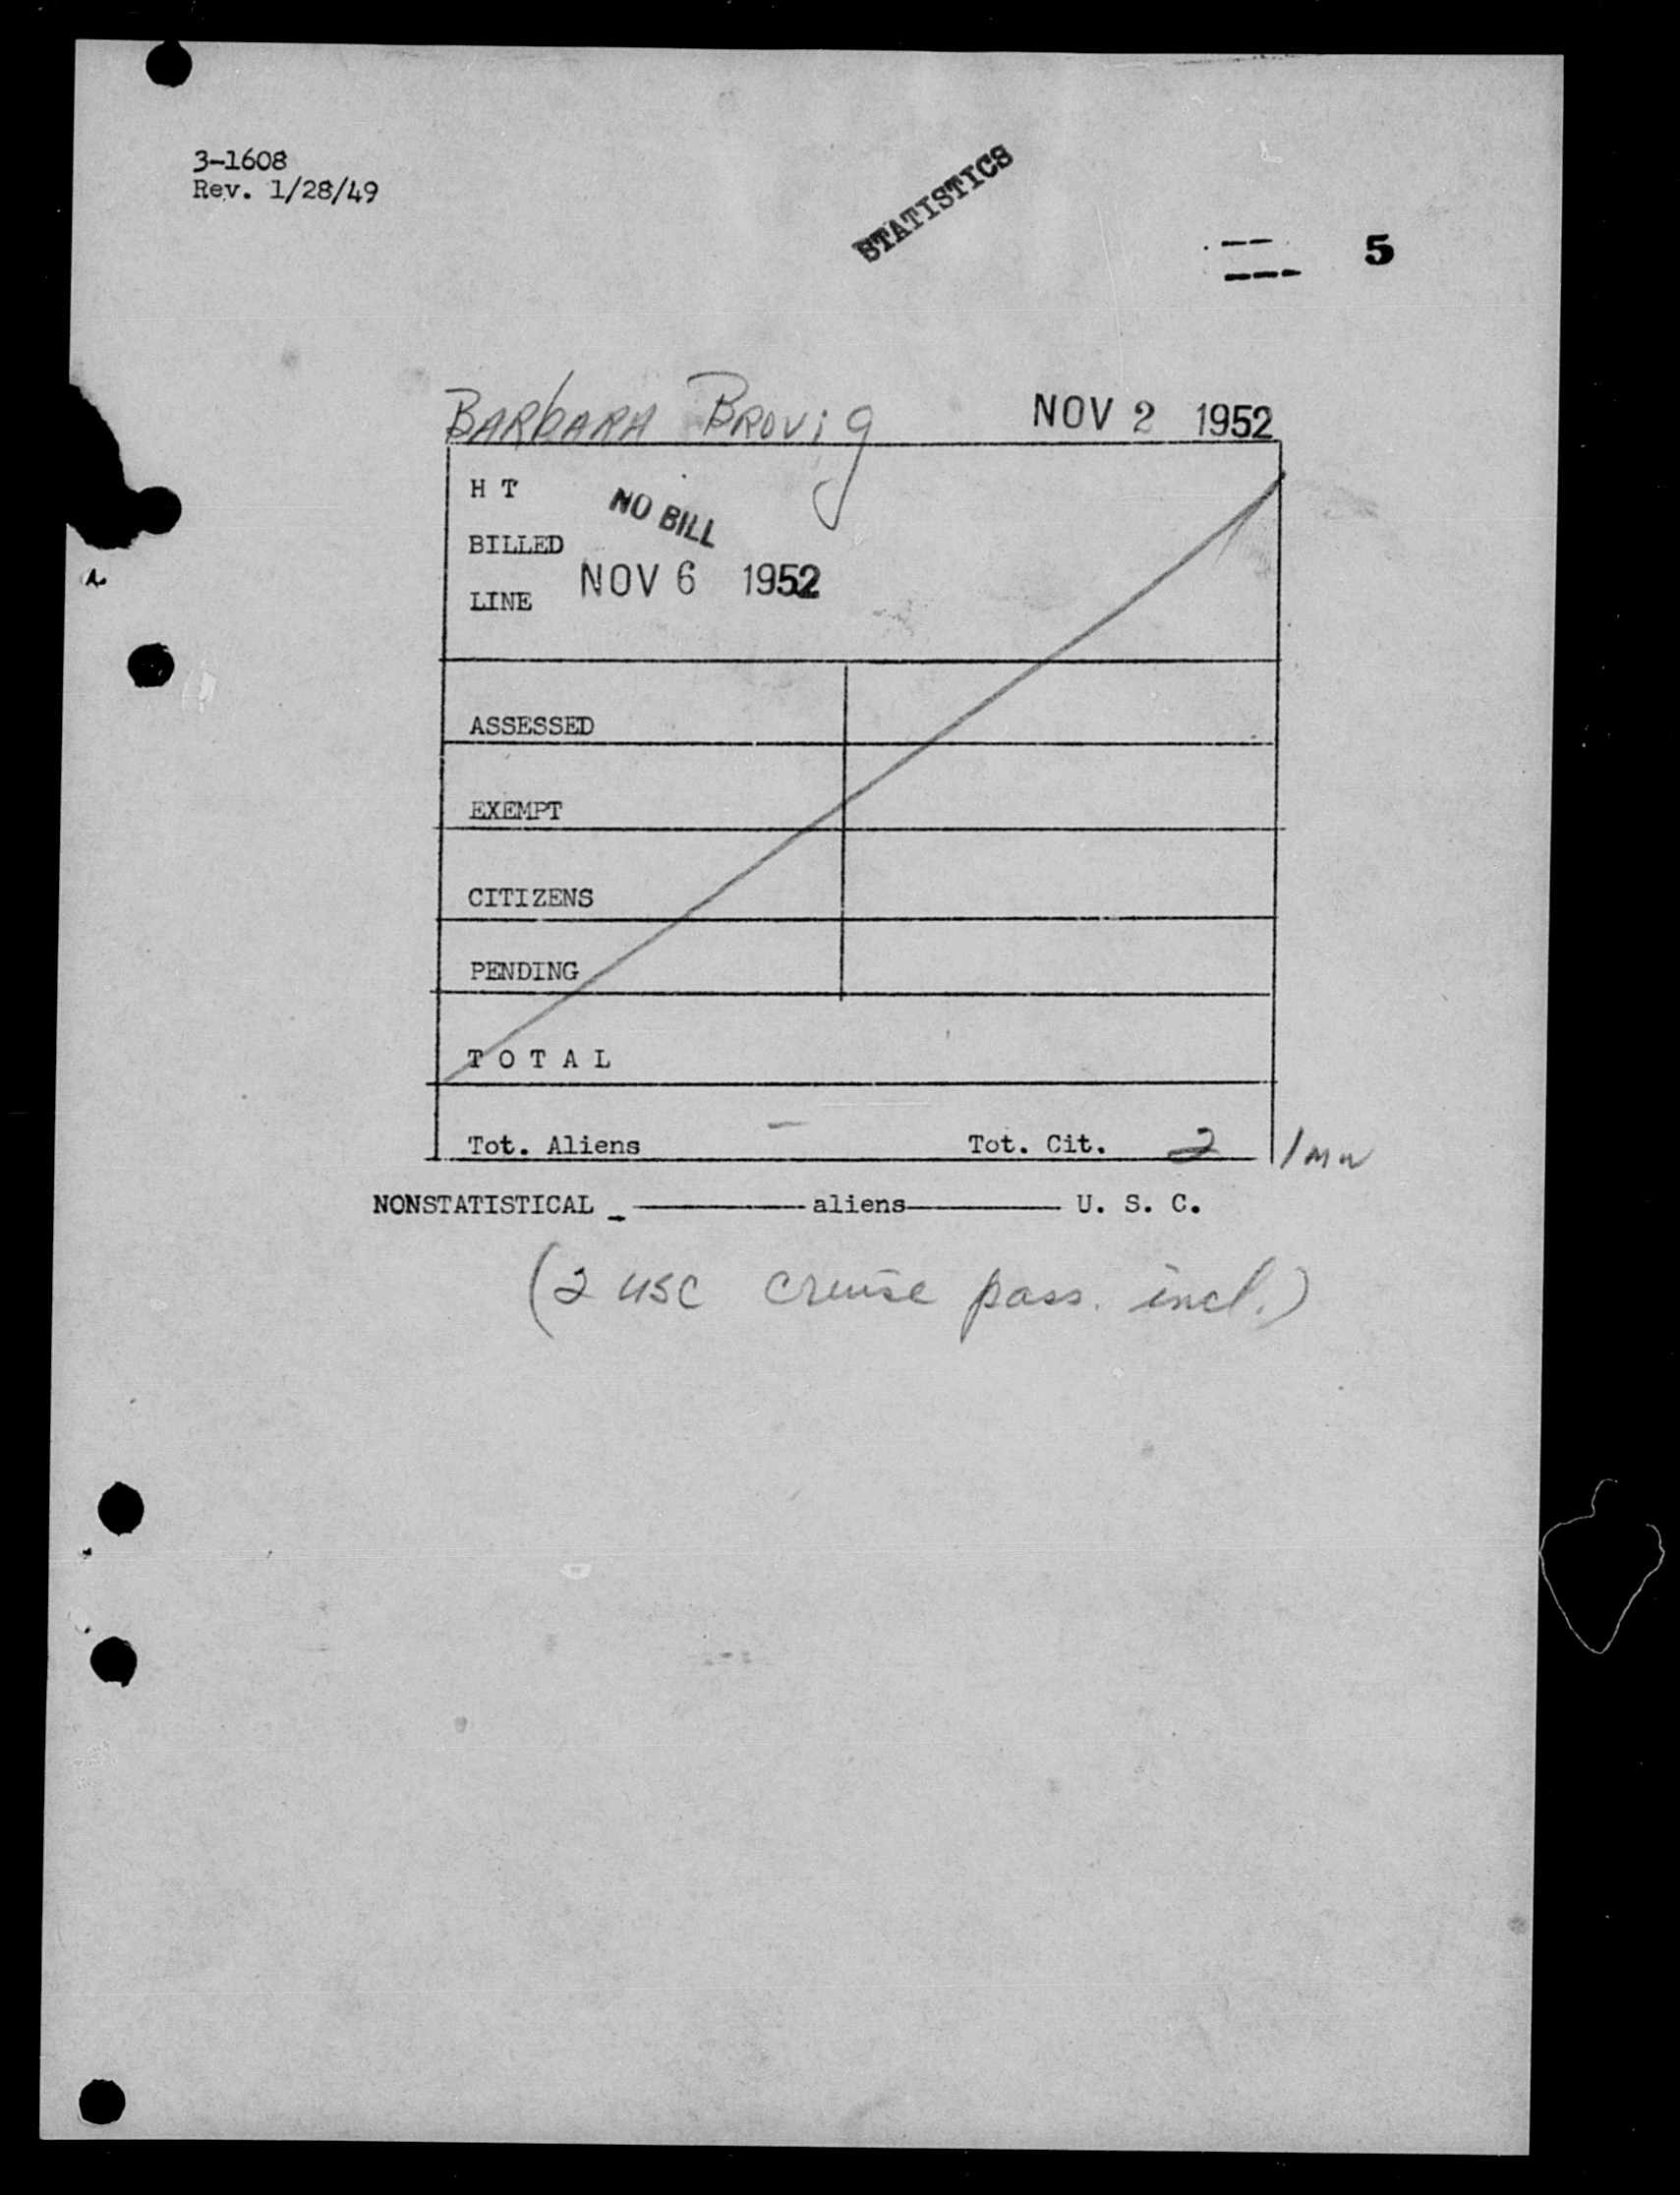 3-1608
Rev. 1/28/49
STATISTICS
5
Barbara Brovig NOV 2 1952
H T
NO BILL
BILLED
NOV 6 1952
LINE
ASSESSED
EXEMPT
CITIZENS
PENDING
T O T A L
Tot. Aliens - Tot. Cit. 2
NONSTATISTICAL aliens U. S. C.
(2 USC cruise pass. incl.)